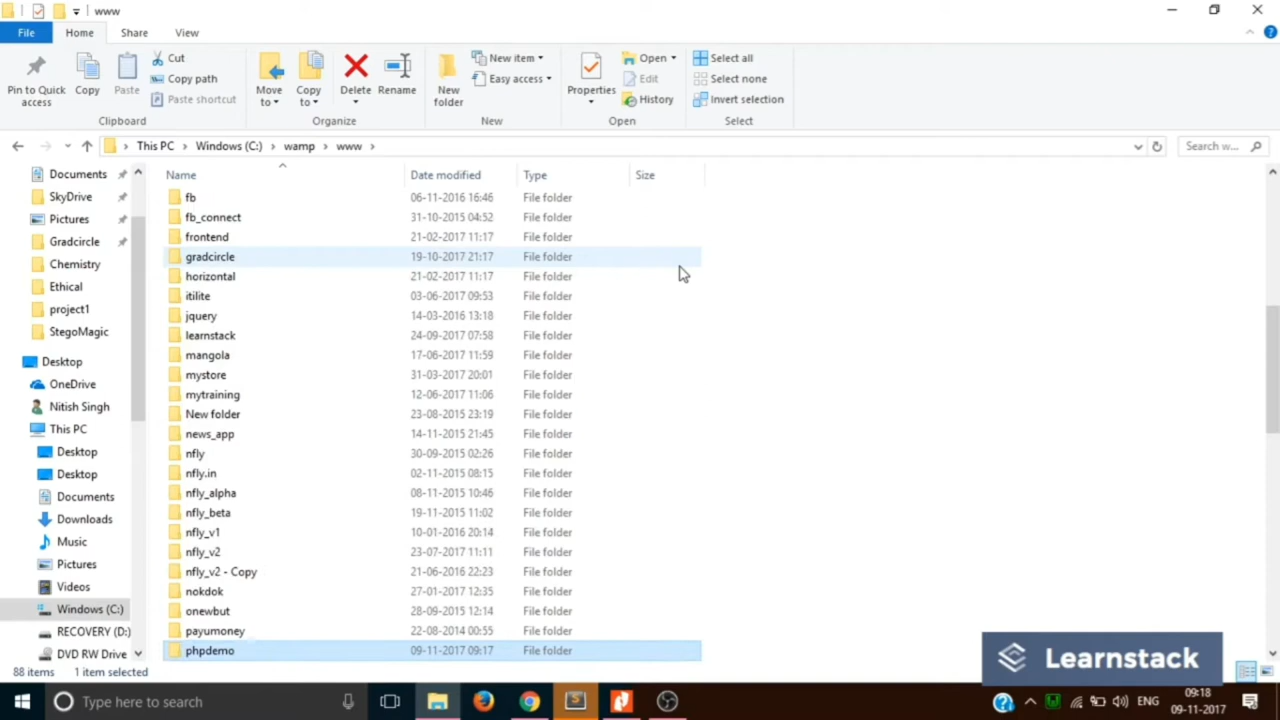 www
File Home Share View
Pin to Quick access
Copy
Paste
Cut
Copy path
Paste shortcut
Clipboard
Move to
Copy to
Delete
Rename
Organize
New folder
New item
Easy access
New
Properties
Open
Edit
History
Open
Select all
Select none
Invert selection
Select
This PC > Windows (C:) > wamp > www >
Search w...
Documents
SkyDrive
Pictures
Gradcircle
Chemistry
Ethical
project1
StegoMagic
Desktop
OneDrive
Nitish Singh
This PC
Desktop
Desktop
Documents
Downloads
Music
Pictures
Videos
Windows (C:)
RECOVERY (D:)
DVD RW Drive
Name Date modified Type Size
fb 06-11-2016 16:46 File folder
fb_connect 31-10-2015 04:52 File folder
frontend 21-02-2017 11:17 File folder
gradcircle 19-10-2017 21:17 File folder
horizontal 21-02-2017 11:17 File folder
itilite 03-06-2017 09:53 File folder
jquery 14-03-2016 13:18 File folder
learnstack 24-09-2017 07:58 File folder
mangola 17-06-2017 11:59 File folder
mystore 31-03-2017 20:01 File folder
mytraining 12-06-2017 11:06 File folder
New folder 23-08-2015 23:19 File folder
news_app 14-11-2015 21:45 File folder
nfly 30-09-2015 02:26 File folder
nfly.in 02-11-2015 08:15 File folder
nfly_alpha 08-11-2015 10:46 File folder
nfly_beta 19-11-2015 11:02 File folder
nfly_v1 10-01-2016 20:14 File folder
nfly_v2 23-07-2017 11:11 File folder
nfly_v2 - Copy 21-06-2016 22:23 File folder
nokdok 27-01-2017 12:35 File folder
onewbut 28-09-2015 12:14 File folder
payumoney 22-08-2014 00:55 File folder
phpdemo 09-11-2017 09:17 File folder
Learnstack
88 items 1 item selected
Type here to search
ENG
09:18
09-11-2017